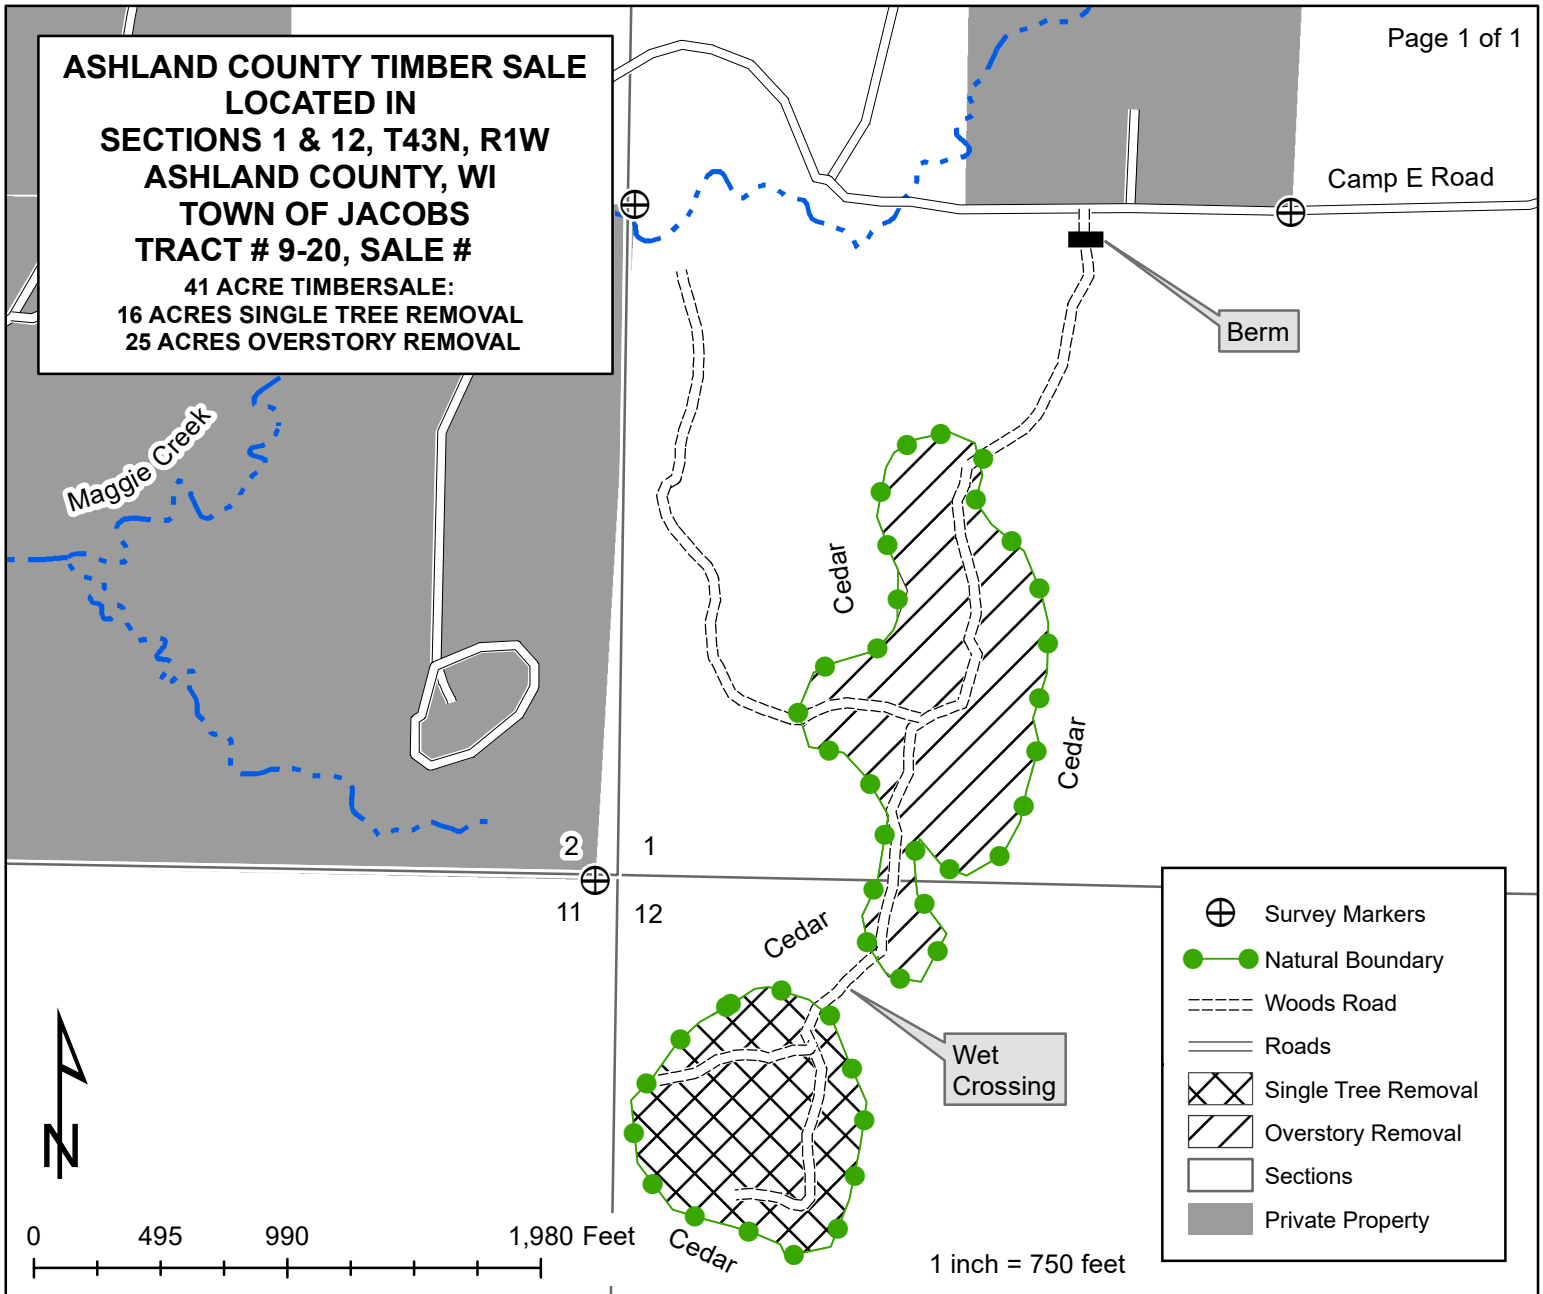 Page 1 of 1
ASHLAND COUNTY TIMBER SALE
LOCATED IN
SECTIONS 1 & 12, T43N, R1W
ASHLAND COUNTY, WI
TOWN OF JACOBS
TRACT # 9-20, SALE #
41 ACRE TIMBERSALE:
16 ACRES SINGLE TREE REMOVAL
25 ACRES OVERSTORY REMOVAL
Camp E Road
Berm
Maggie Creek
Cedar
Cedar
2
1
11
12
Cedar
Wet
Crossing
Cedar
N
0 495 990 1,980 Feet
1 inch = 750 feet
Survey Markers
Natural Boundary
Woods Road
Roads
Single Tree Removal
Overstory Removal
Sections
Private Property